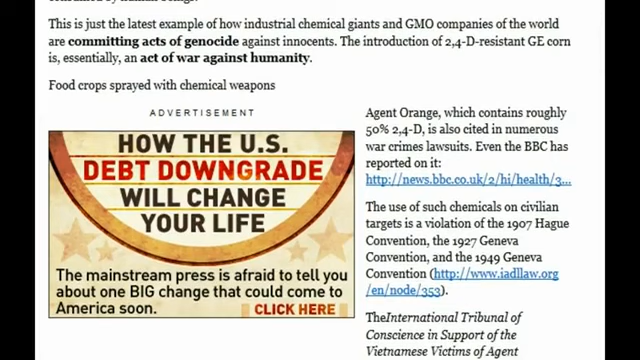 This is just the latest example of how industrial chemical giants and GMO companies of the world
are committing acts of genocide against innocents. The introduction of 2,4-D-resistant GE corn
is, essentially, an act of war against humanity.
Food crops sprayed with chemical weapons
ADVERTISEMENT
HOW THE U.S.
DEBT DOWNGRADE
WILL CHANGE
YOUR LIFE
The mainstream press is afraid to tell you
about one BIG change that could come to
America soon.
CLICK HERE
Agent Orange, which contains roughly
50% 2,4-D, is also cited in numerous
war crimes lawsuits. Even the BBC has
reported on it:
http://news.bbc.co.uk/2/hi/health/3...
The use of such chemicals on civilian
targets is a violation of the 1907 Hague
Convention, the 1927 Geneva
Convention, and the 1949 Geneva
Convention (http://www.iadllaw.org
/en/node/353).
TheInternational Tribunal of
Conscience in Support of the
Vietnamese Victims of Agent